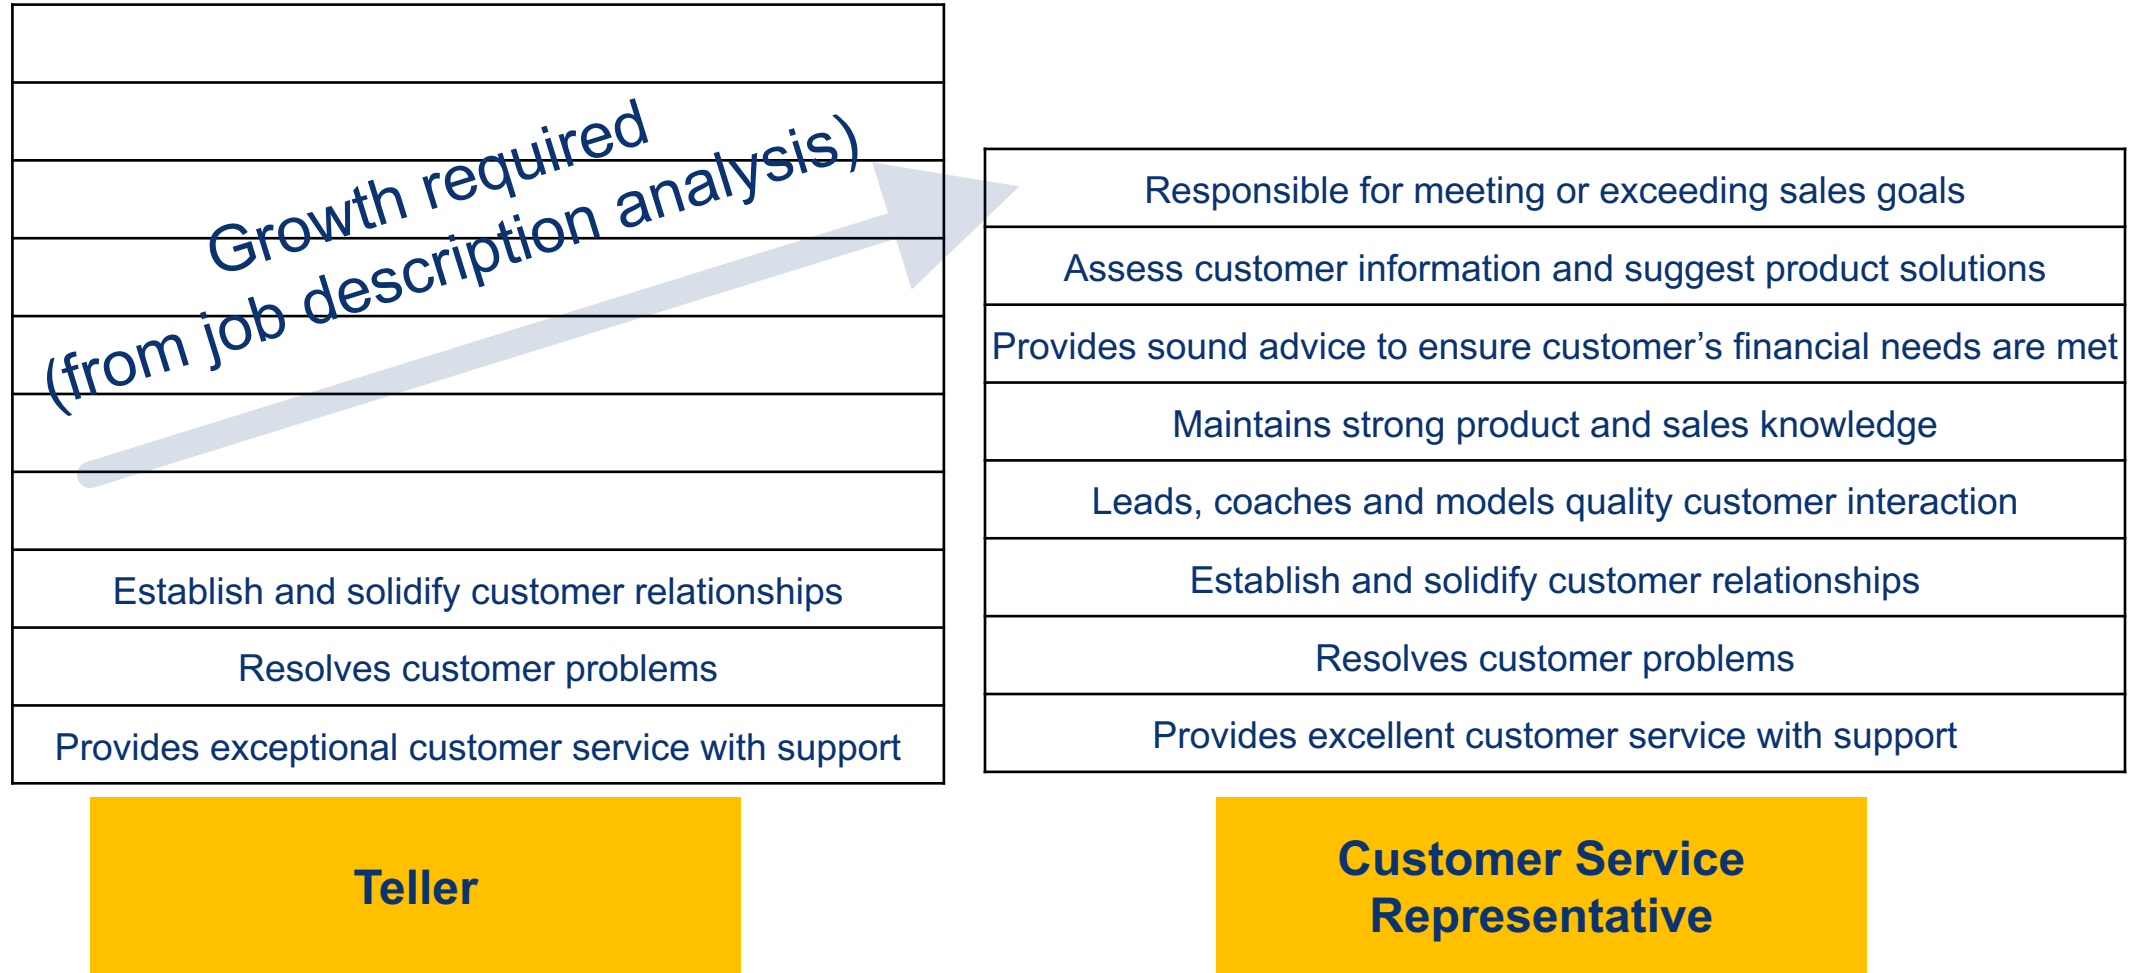 Growth required
(from job description analysis)
Establish and solidify customer relationships
Resolves customer problems
Provides exceptional customer service with support
Teller
Responsible for meeting or exceeding sales goals
Assess customer information and suggest product solutions
Provides sound advice to ensure customer’s financial needs are met
Maintains strong product and sales knowledge
Leads, coaches and models quality customer interaction
Establish and solidify customer relationships
Resolves customer problems
Provides excellent customer service with support
Customer Service
Representative